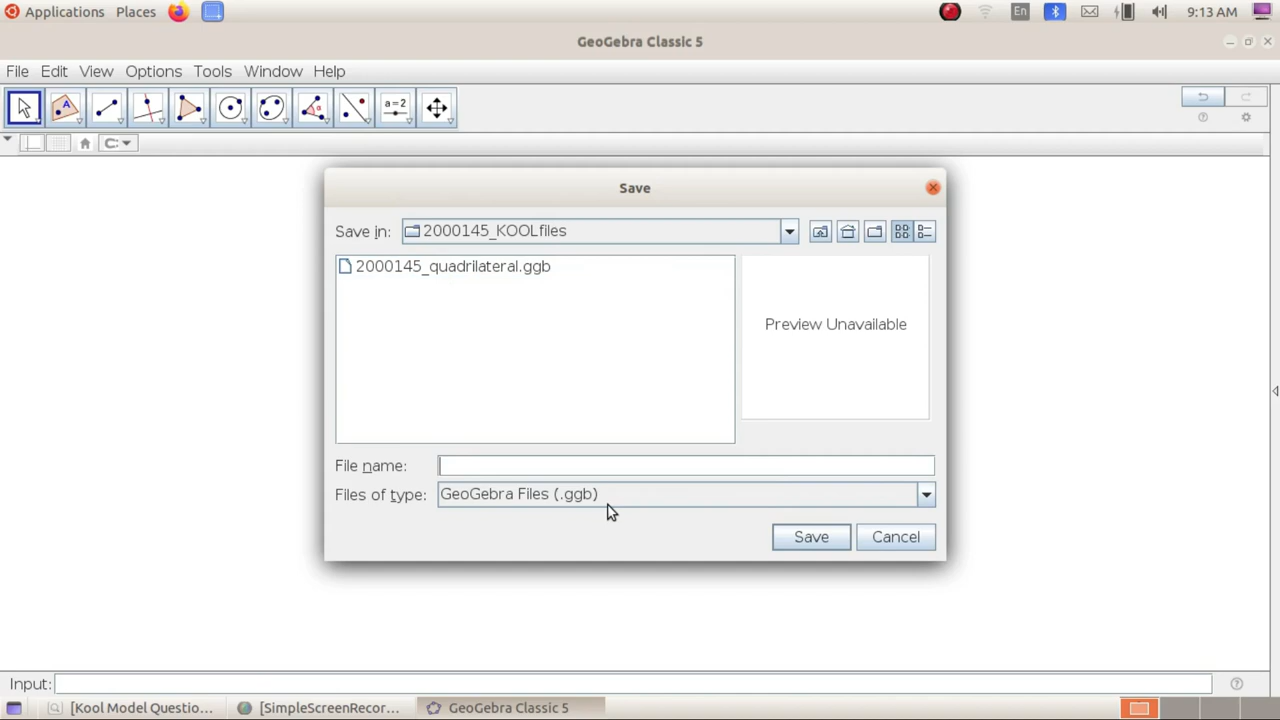 Applications Places En 9:13 AM
GeoGebra Classic 5
File Edit View Options Tools Window Help
A α a=2
Save
Save in: 2000145_KOOLfiles
2000145_quadrilateral.ggb
Preview Unavailable
File name:
Files of type: GeoGebra Files (.ggb)
Save Cancel
Input:
[Kool Model Questio... [SimpleScreenRecor... GeoGebra Classic 5